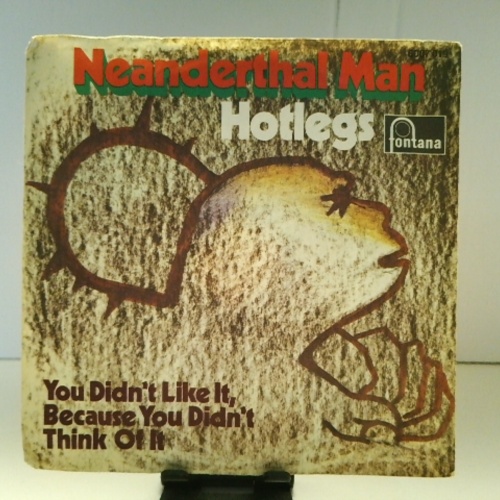 Neanderthal Man
Hotlegs
fontana
You Didn't Like It,
Because You Didn't
Think Of It